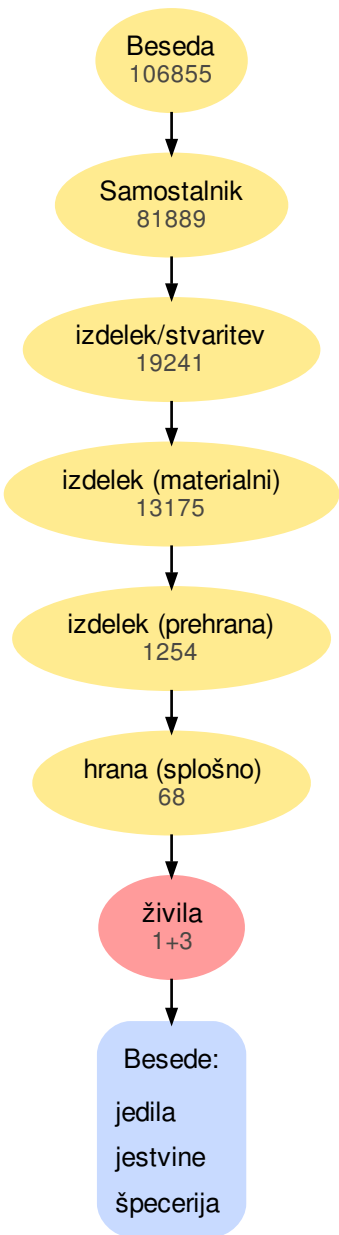 Beseda
106855
Samostalnik
81889
izdelek/stvaritev
19241
izdelek (materialni)
13175
izdelek (prehrana)
1254
hrana (splošno)
68
živila
1+3
Besede:
jedila
jestvine
špecerija